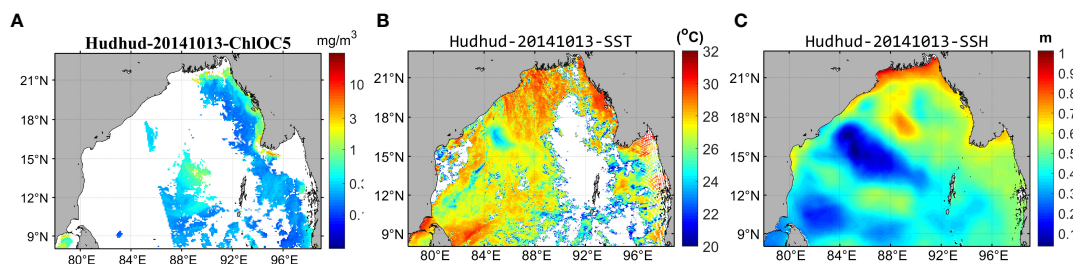 A
Hudhud-20141013-ChlOC5
mg/m3
21°N
18°N
15°N
12°N
9°N
80°E
84°E
88°E
92°E
96°E
10
3
1
0.
0.
B
Hudhud-20141013-SST
(°C)
21°N
18°N
15°N
12°N
9°N
80°E
84°E
88°E
92°E
96°E
32
30
28
26
24
22
20
C
Hudhud-20141013-SSH
m
21°N
18°N
15°N
12°N
9°N
80°E
84°E
88°E
92°E
96°E
1
0.9
0.8
0.7
0.6
0.5
0.4
0.3
0.2
0.1